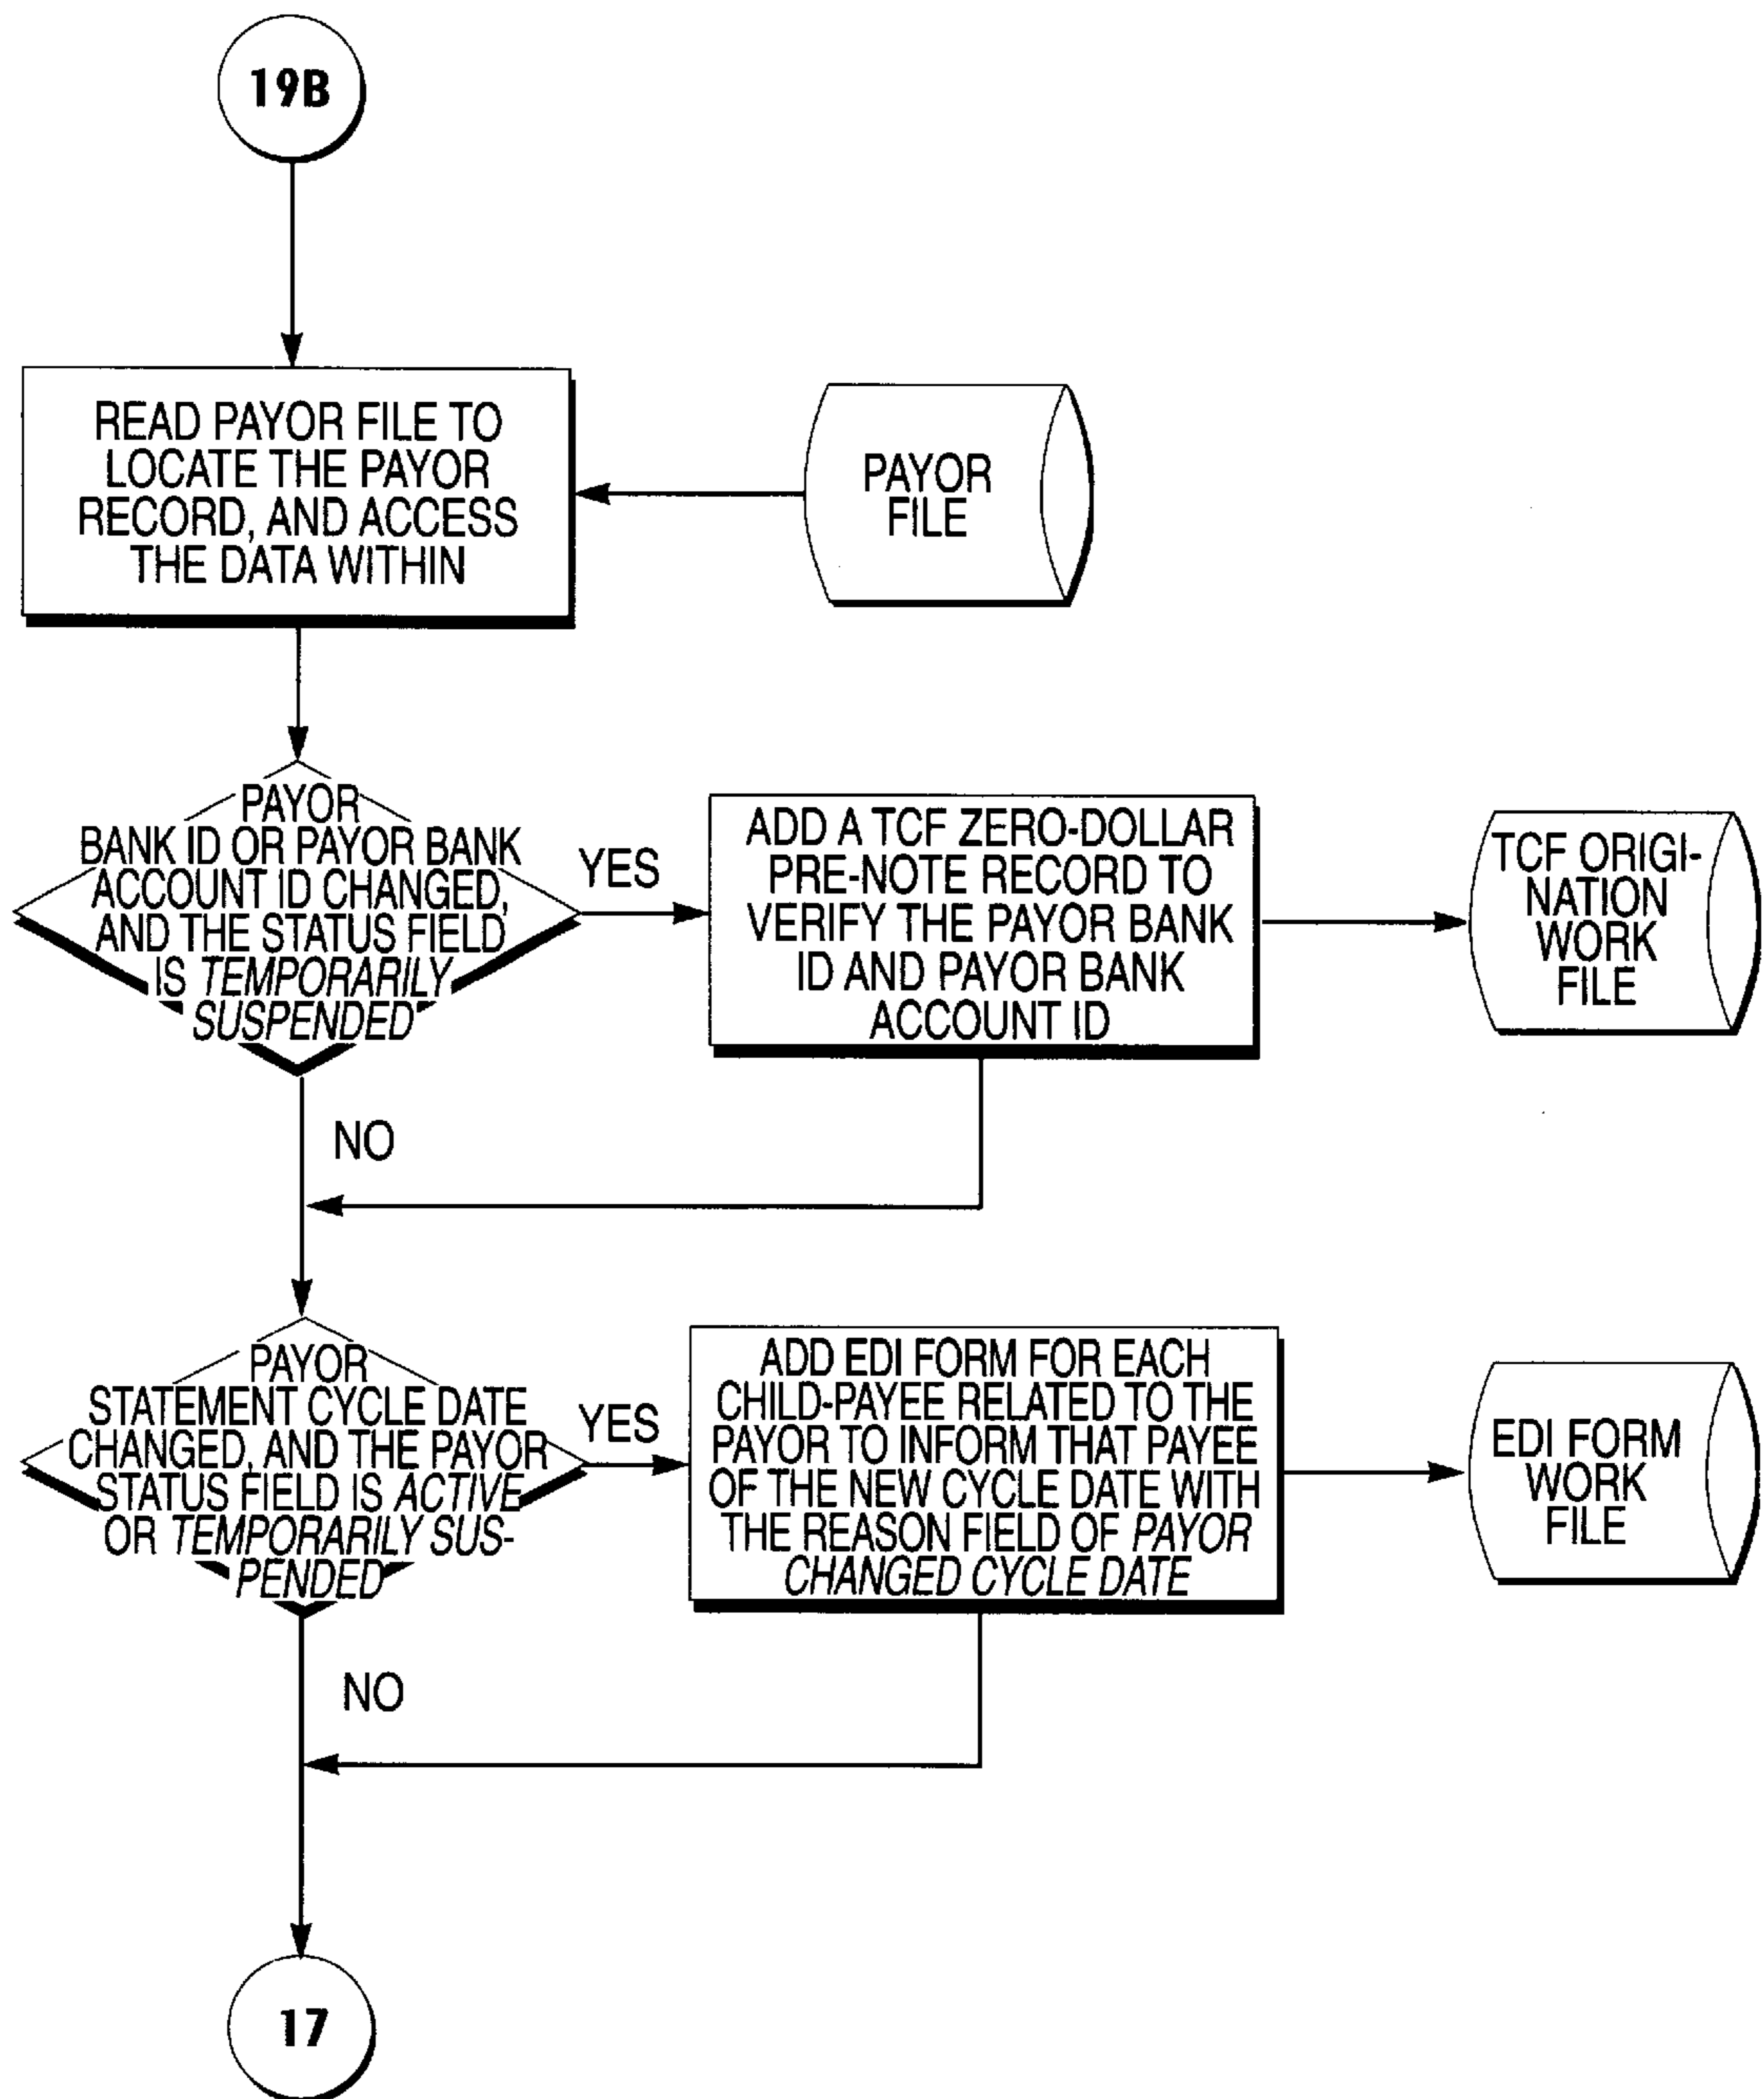 19B
READ PAYOR FILE TO
LOCATE THE PAYOR
RECORD, AND ACCESS
THE DATA WITHIN
PAYOR
FILE
PAYOR
BANK ID OR PAYOR BANK
ACCOUNT ID CHANGED,
AND THE STATUS FIELD
IS TEMPORARILY
SUSPENDED
YES
ADD A TCF ZERO-DOLLAR
PRE-NOTE RECORD TO
VERIFY THE PAYOR BANK
ID AND PAYOR BANK
ACCOUNT ID
TCF ORIGI-
NATION
WORK
FILE
NO
PAYOR
STATEMENT CYCLE DATE
CHANGED, AND THE PAYOR
STATUS FIELD IS ACTIVE
OR TEMPORARILY SUS-
PENDED
YES
ADD EDI FORM FOR EACH
CHILD-PAYEE RELATED TO THE
PAYOR TO INFORM THAT PAYEE
OF THE NEW CYCLE DATE WITH
THE REASON FIELD OF PAYOR
CHANGED CYCLE DATE
EDI FORM
WORK
FILE
NO
17